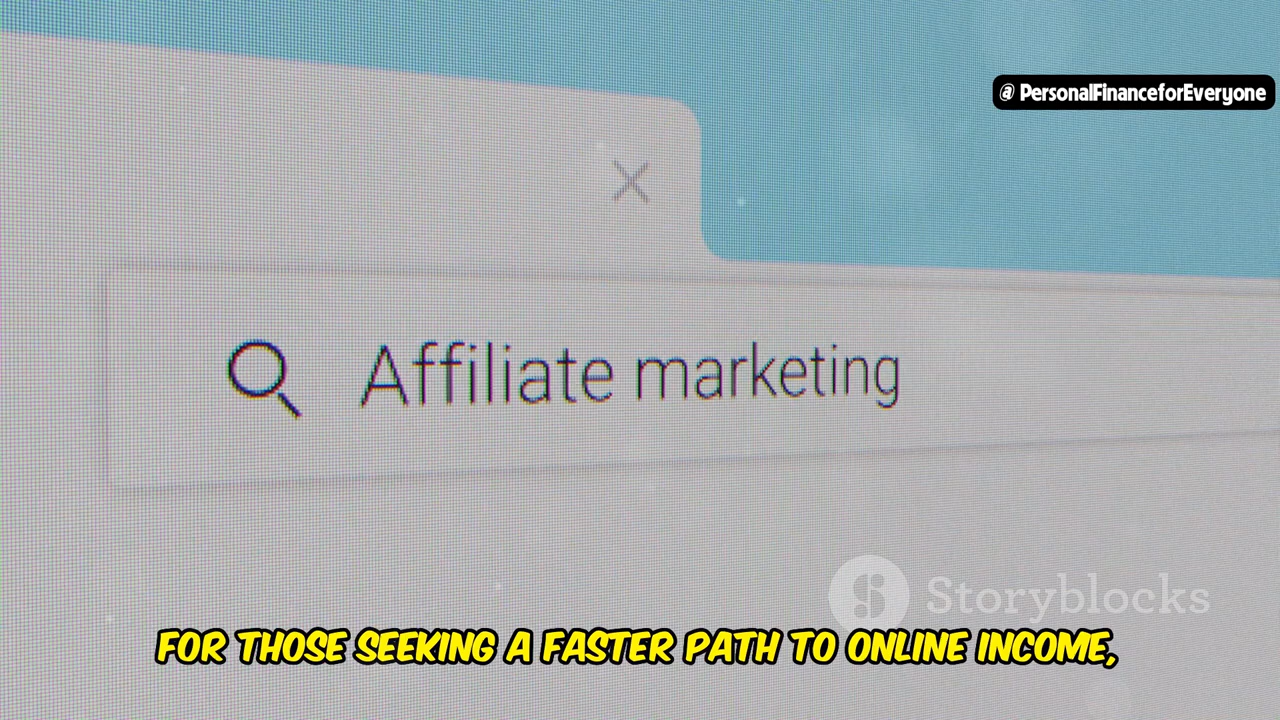 @ PersonalFinanceforEveryone
Affiliate marketing
Storyblocks
FOR THOSE SEEKING A FASTER PATH TO ONLINE INCOME,